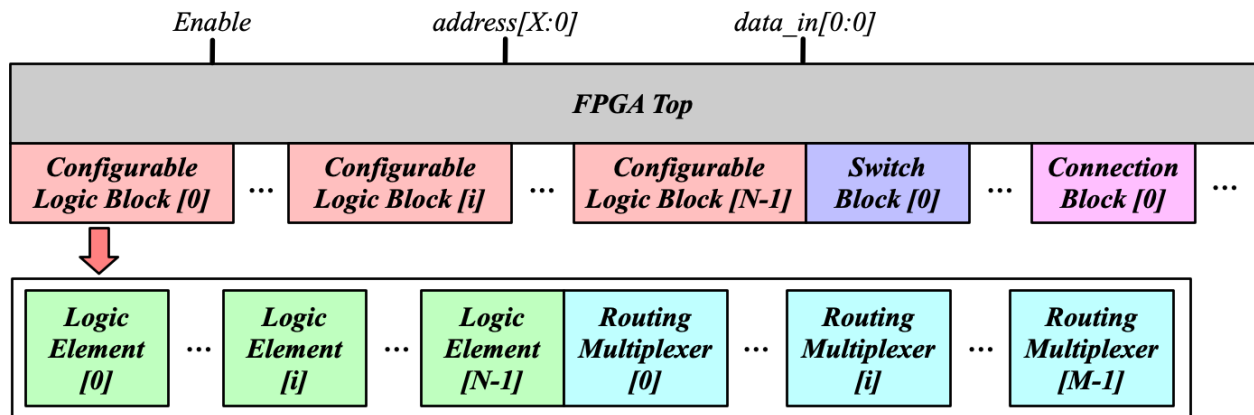 Enable address[X:0] data_in[0:0]
FPGA Top
Configurable Logic Block [0]
...
Configurable Logic Block [i]
...
Configurable Logic Block [N-1]
Switch Block [0]
...
Connection Block [0]
...
Logic Element [0]
...
Logic Element [i]
...
Logic Element [N-1]
Routing Multiplexer [0]
...
Routing Multiplexer [i]
...
Routing Multiplexer [M-1]